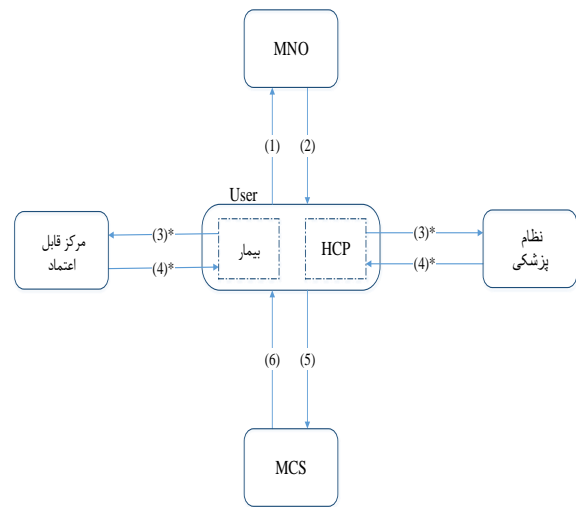 MNO
(1)
(2)
User
(3)*
(3)*
مرکز قابل
اعتماد
بیمار
HCP
نظام
پزشکی
(4)*
(4)*
(6)
(5)
MCS